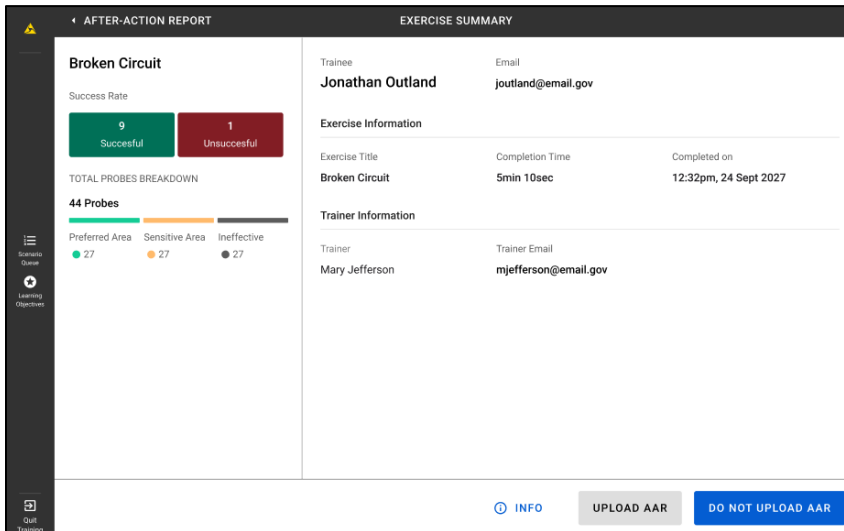 AFTER-ACTION REPORT
EXERCISE SUMMARY
Broken Circuit
Success Rate
9
Succesful
1
Unsuccesful
TOTAL PROBES BREAKDOWN
44 Probes
Preferred Area Sensitive Area Ineffective
27 27 27
Trainee Email
Jonathan Outland joutland@email.gov
Exercise Information
Exercise Title Completion Time Completed on
Broken Circuit 5min 10sec 12:32pm, 24 Sept 2027
Trainer Information
Trainer Trainer Email
Mary Jefferson mjefferson@email.gov
Scenario
Queue
Learning
Objectives
Quit
Training
INFO UPLOAD AAR DO NOT UPLOAD AAR